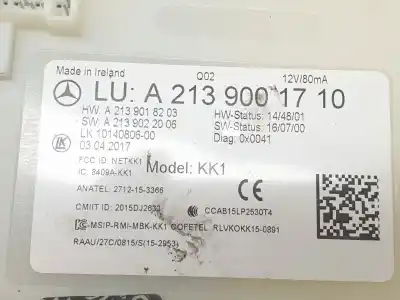 Made in Ireland Q02 12V/80mA
LU: A 213 900 17 10
HW: A 213 901 82 03 HW-Status: 14/48/01
SW: A 213 902 20 06 SW-Status: 16/07/00
LK 10140806-00 Diag: 0x0041
03.04.2017
FCC ID: NETKK1
IC: 8409A-KK1 Model: KK1
ANATEL: 2712-15-3366
CMIIT ID: 2015DJ2633 CCAB15LP2530T4
MSIP-RMI-MBK-KK1 COFETEL: RLVKOKK15-0891
RAAU/27C/0815/S(15-2953)